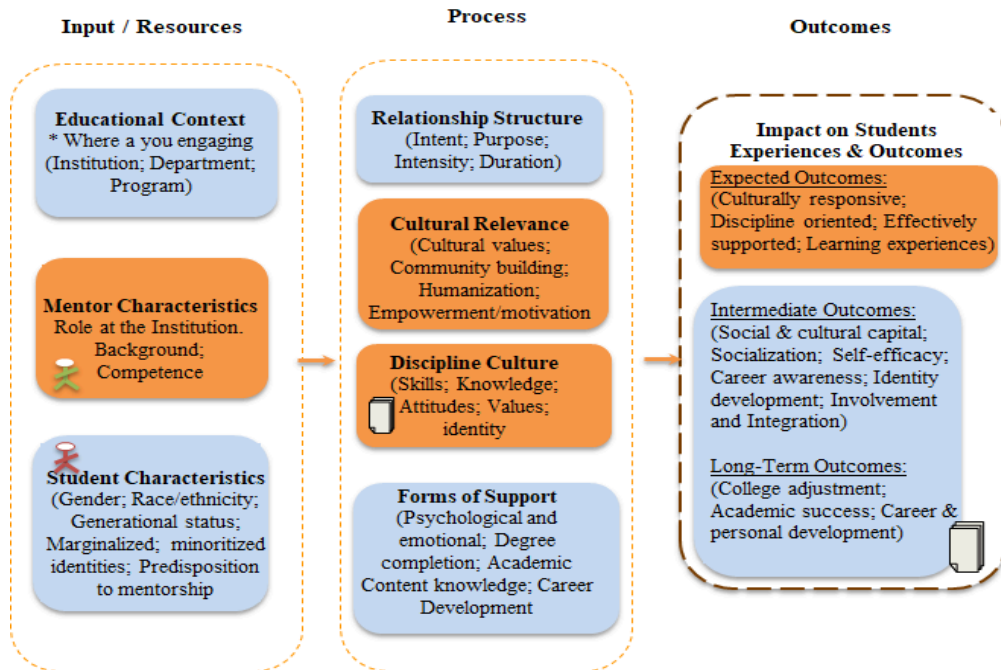 Input / Resources
Process
Outcomes
Educational Context
* Where a you engaging
(Institution; Department;
Program)
Mentor Characteristics
Role at the Institution.
Background;
Competence
Student Characteristics
(Gender; Race/ethnicity;
Generational status;
Marginalized; minoritized
identities; Predisposition
to mentorship
Relationship Structure
(Intent; Purpose;
Intensity; Duration)
Cultural Relevance
(Cultural values;
Community building;
Humanization;
Empowerment/motivation
Discipline Culture
(Skills; Knowledge;
Attitudes; Values;
identity
Forms of Support
(Psychological and
emotional; Degree
completion; Academic
Content knowledge; Career
Development
Impact on Students
Experiences & Outcomes
Expected Outcomes:
(Culturally responsive;
Discipline oriented; Effectively
supported; Learning experiences)
Intermediate Outcomes:
(Social & cultural capital;
Socialization; Self-efficacy;
Career awareness; Identity
development; Involvement
and Integration)
Long-Term Outcomes:
(College adjustment;
Academic success; Career &
personal development)